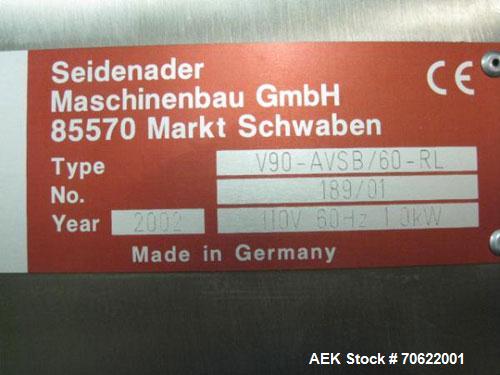 Seidenader
Maschinenbau GmbH
85570 Markt Schwaben
CE
Type V90-AVSB/60-RL
No. 189/01
Year 2002 110V 60Hz 1.0kW
Made in Germany
AEK Stock # 70622001